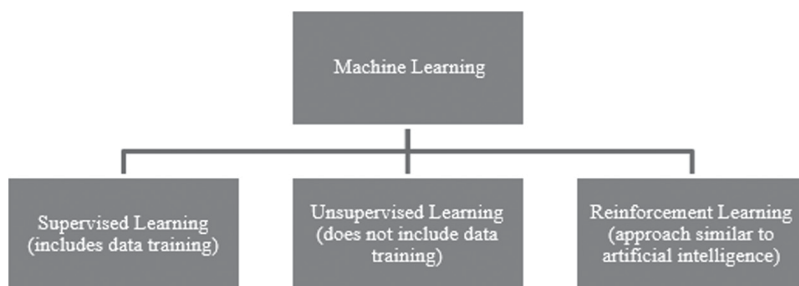 Machine Learning
Supervised Learning
(includes data training)
Unsupervised Learning
(does not include data
training)
Reinforcement Learning
(approach similar to
artificial intelligence)